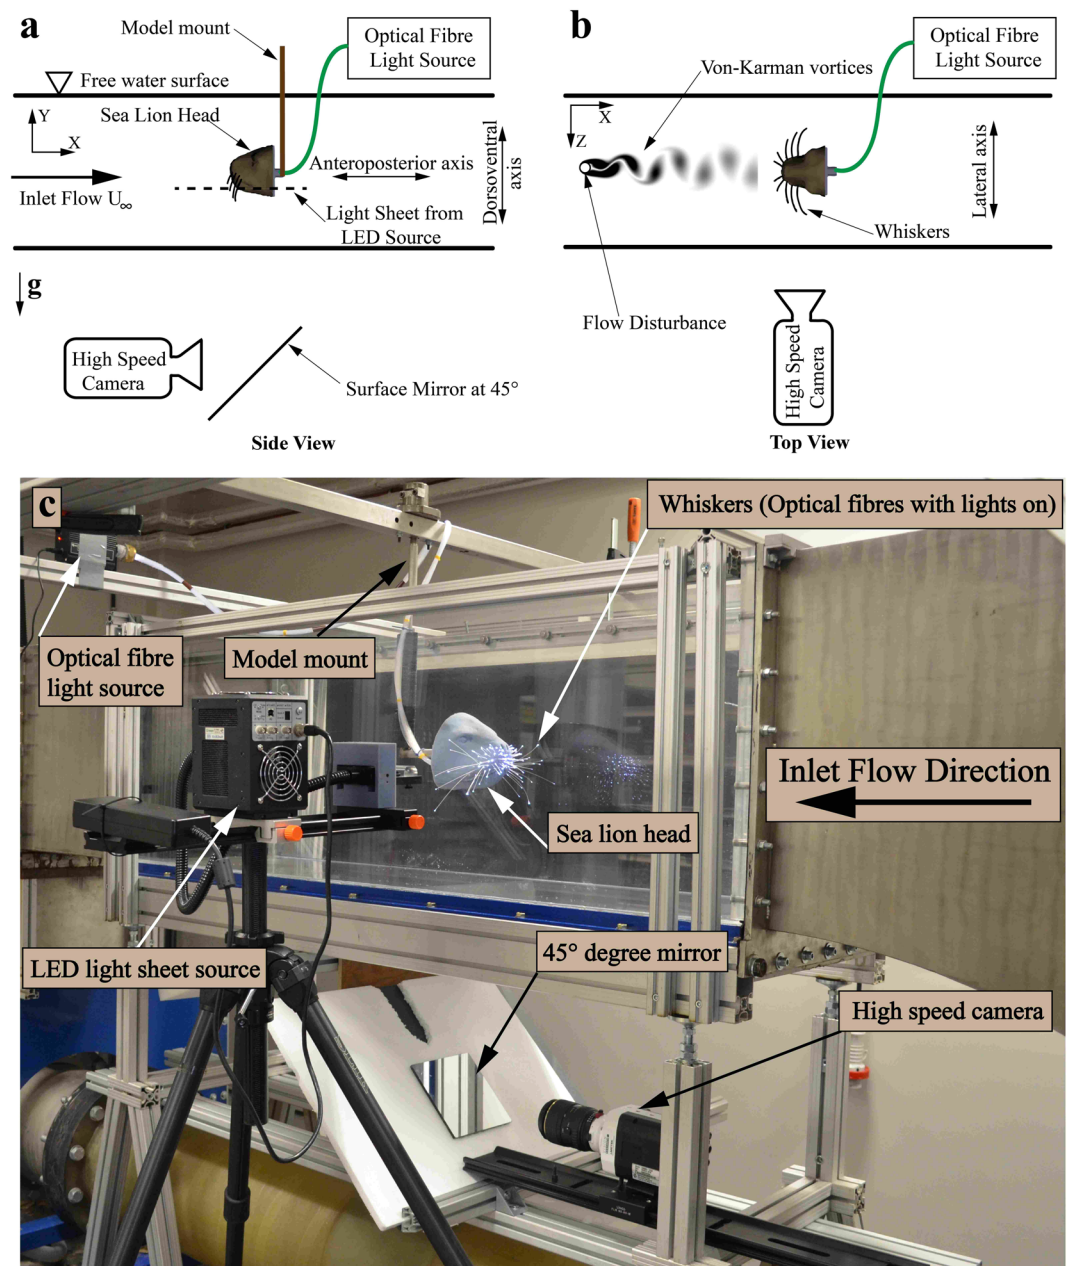 a
Model mount
Optical Fibre
Light Source
Free water surface
Sea Lion Head
Y
X
Anteroposterior axis
Dorsoventral
axis
Inlet Flow U∞
Light Sheet from
LED Source
g
High Speed
Camera
Surface Mirror at 45°
Side View
b
Optical Fibre
Light Source
Von-Karman vortices
X
Z
Lateral axis
Whiskers
Flow Disturbance
High Speed
Camera
Top View
c
Whiskers (Optical fibres with lights on)
Optical fibre
light source
Model mount
Inlet Flow Direction
Sea lion head
LED light sheet source
45° degree mirror
High speed camera